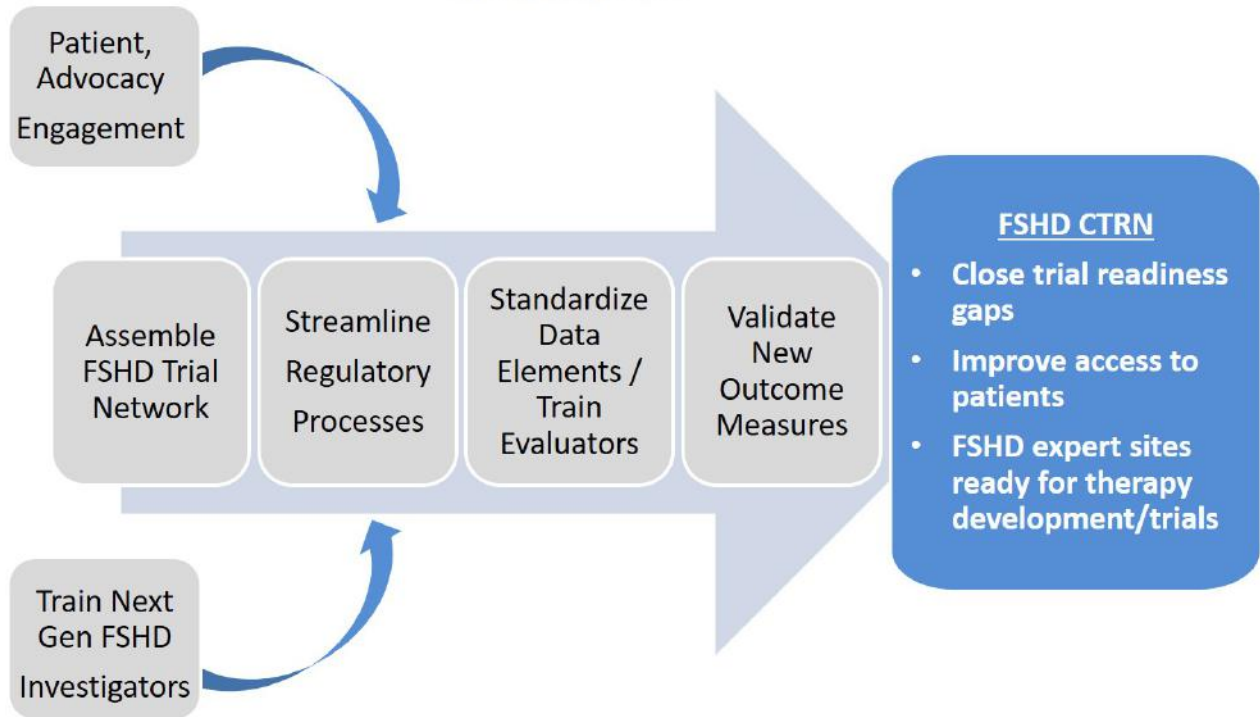 Patient,
Advocacy
Engagement
Assemble
FSHD Trial
Network
Streamline
Regulatory
Processes
Standardize
Data
Elements /
Train
Evaluators
Validate
New
Outcome
Measures
Train Next
Gen FSHD
Investigators
FSHD CTRN
• Close trial readiness
gaps
• Improve access to
patients
• FSHD expert sites
ready for therapy
development/trials